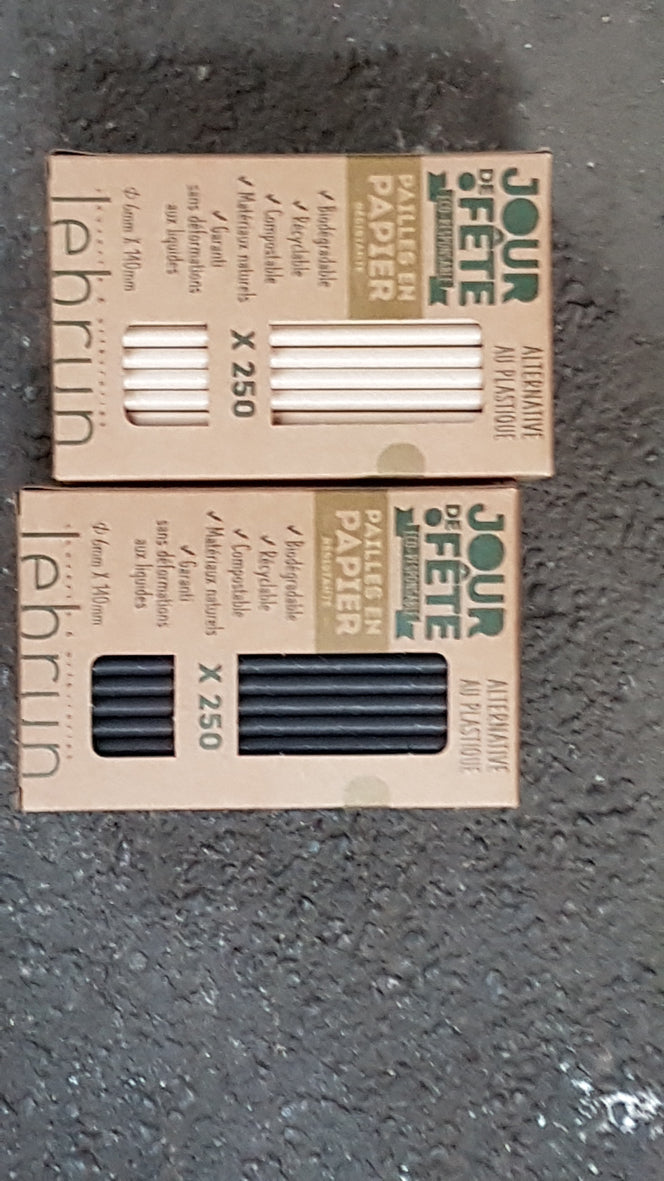 JOUR
DE FÊTE
ÉCO-RESPONSABLE
ALTERNATIVE
AU PLASTIQUE
PAILLES EN
PAPIER
RÉSISTANTE
✓ Biodégradable
✓ Recyclable
✓ Compostable
✓ Matériaux naturels
✓ Garanti
sans déformations
aux liquides
X 250
Φ 6mm X 140mm
lebrun
JOUR
DE FÊTE
ÉCO-RESPONSABLE
ALTERNATIVE
AU PLASTIQUE
PAILLES EN
PAPIER
RÉSISTANTE
✓ Biodégradable
✓ Recyclable
✓ Compostable
✓ Matériaux naturels
✓ Garanti
sans déformations
aux liquides
X 250
Φ 6mm X 140mm
lebrun